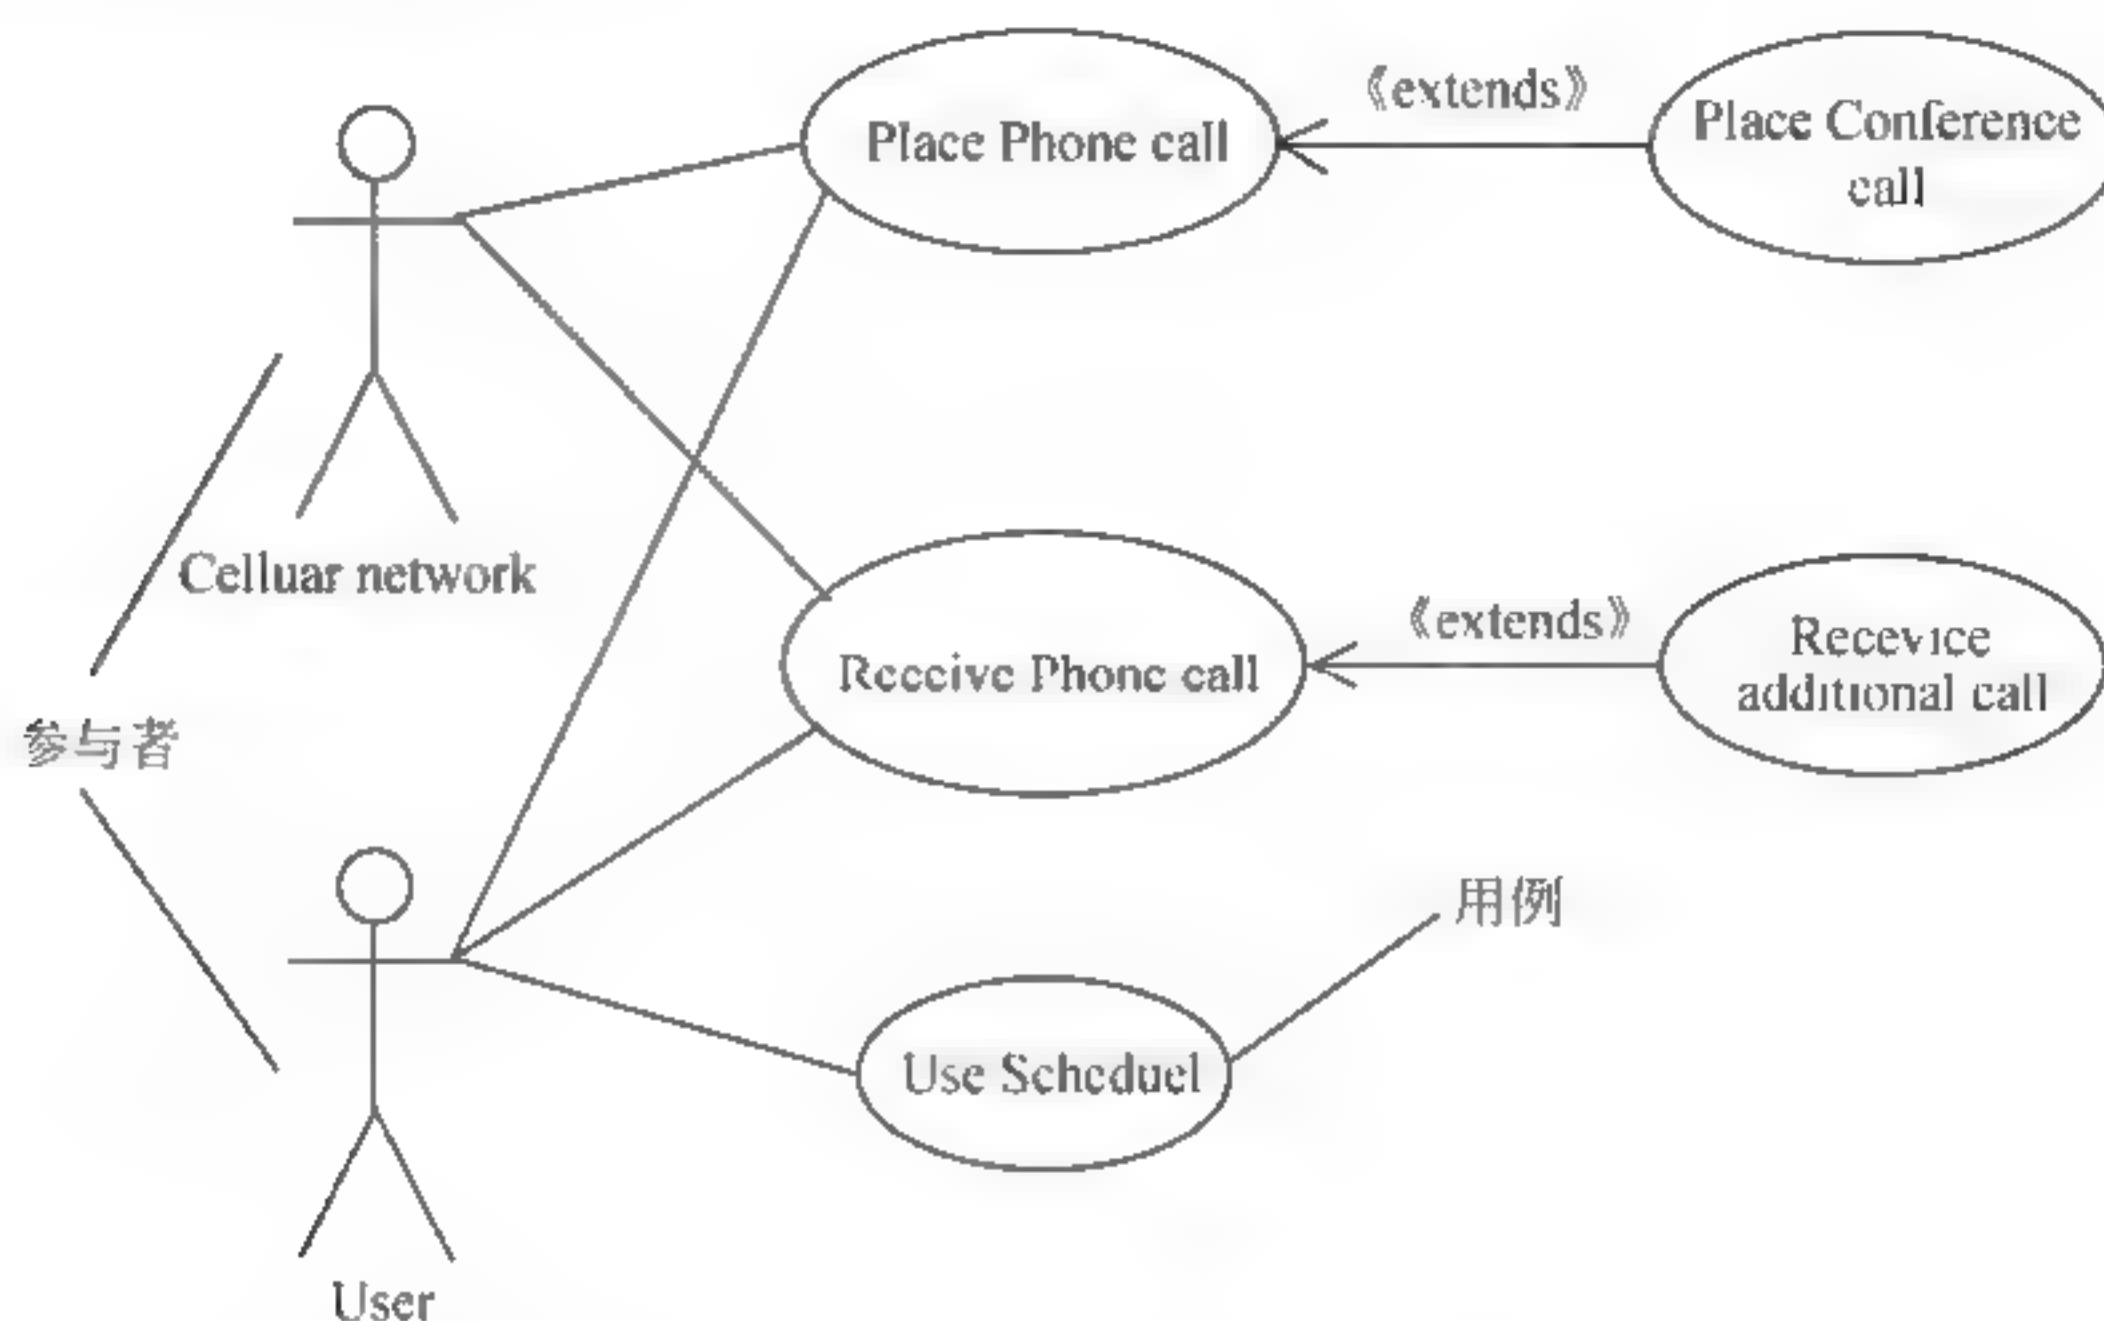 Place Phone call
《extends》
Place Conference
call
Celluar network
Receive Phone call
《extends》
Recevice
additional call
参与者
用例
Use Scheduel
User